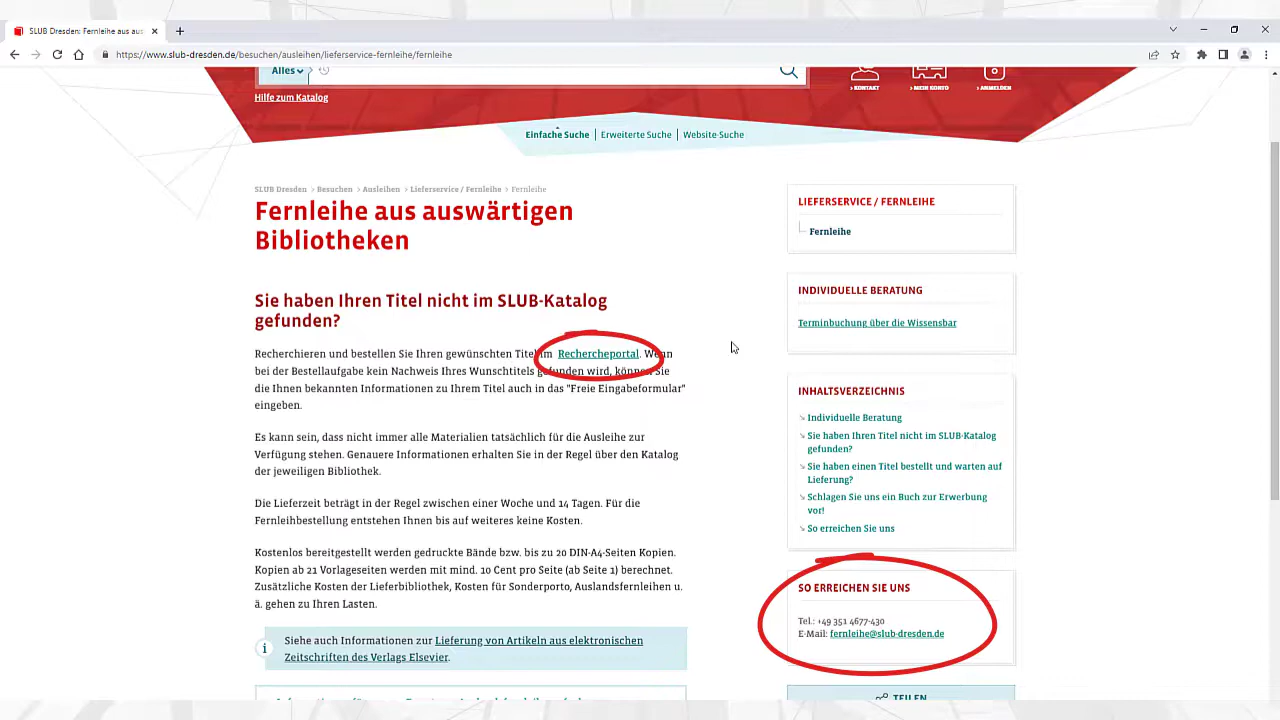 SLUB Dresden: Fernleihe aus aus
https://www.slub-dresden.de/besuchen/ausleihen/lieferservice-fernleihe/fernleihe
Alles
Hilfe zum Katalog
› KONTAKT
› MEIN KONTO
› ANMELDEN
Einfache Suche | Erweiterte Suche | Website-Suche
SLUB Dresden > Besuchen > Ausleihen > Lieferservice / Fernleihe > Fernleihe
Fernleihe aus auswärtigen
Bibliotheken
Sie haben Ihren Titel nicht im SLUB-Katalog
gefunden?
Recherchieren und bestellen Sie Ihren gewünschten Titel im Rechercheportal. Wenn
bei der Bestellaufgabe kein Nachweis Ihres Wunschtitels gefunden wird, können Sie
die Ihnen bekannten Informationen zu Ihrem Titel auch in das "Freie Eingabeformular"
eingeben.
Es kann sein, dass nicht immer alle Materialien tatsächlich für die Ausleihe zur
Verfügung stehen. Genauere Informationen erhalten Sie in der Regel über den Katalog
der jeweiligen Bibliothek.
Die Lieferzeit beträgt in der Regel zwischen einer Woche und 14 Tagen. Für die
Fernleihbestellung entstehen Ihnen bis auf weiteres keine Kosten.
Kostenlos bereitgestellt werden gedruckte Bände bzw. bis zu 20 DIN-A4-Seiten Kopien.
Kopien ab 21 Vorlageseiten werden mit mind. 10 Cent pro Seite (ab Seite 1) berechnet.
Zusätzliche Kosten der Lieferbibliothek, Kosten für Sonderporto, Auslandsfernleihen u.
ä. gehen zu Ihren Lasten.
Siehe auch Informationen zur Lieferung von Artikeln aus elektronischen
Zeitschriften des Verlags Elsevier.
LIEFERSERVICE / FERNLEIHE
Fernleihe
INDIVIDUELLE BERATUNG
Terminbuchung über die Wissensbar
INHALTSVERZEICHNIS
Individuelle Beratung
Sie haben Ihren Titel nicht im SLUB-Katalog
gefunden?
Sie haben einen Titel bestellt und warten auf
Lieferung?
Schlagen Sie uns ein Buch zur Erwerbung
vor!
So erreichen Sie uns
SO ERREICHEN SIE UNS
Tel.: +49 351 4677-430
E-Mail: fernleihe@slub-dresden.de
TEILEN